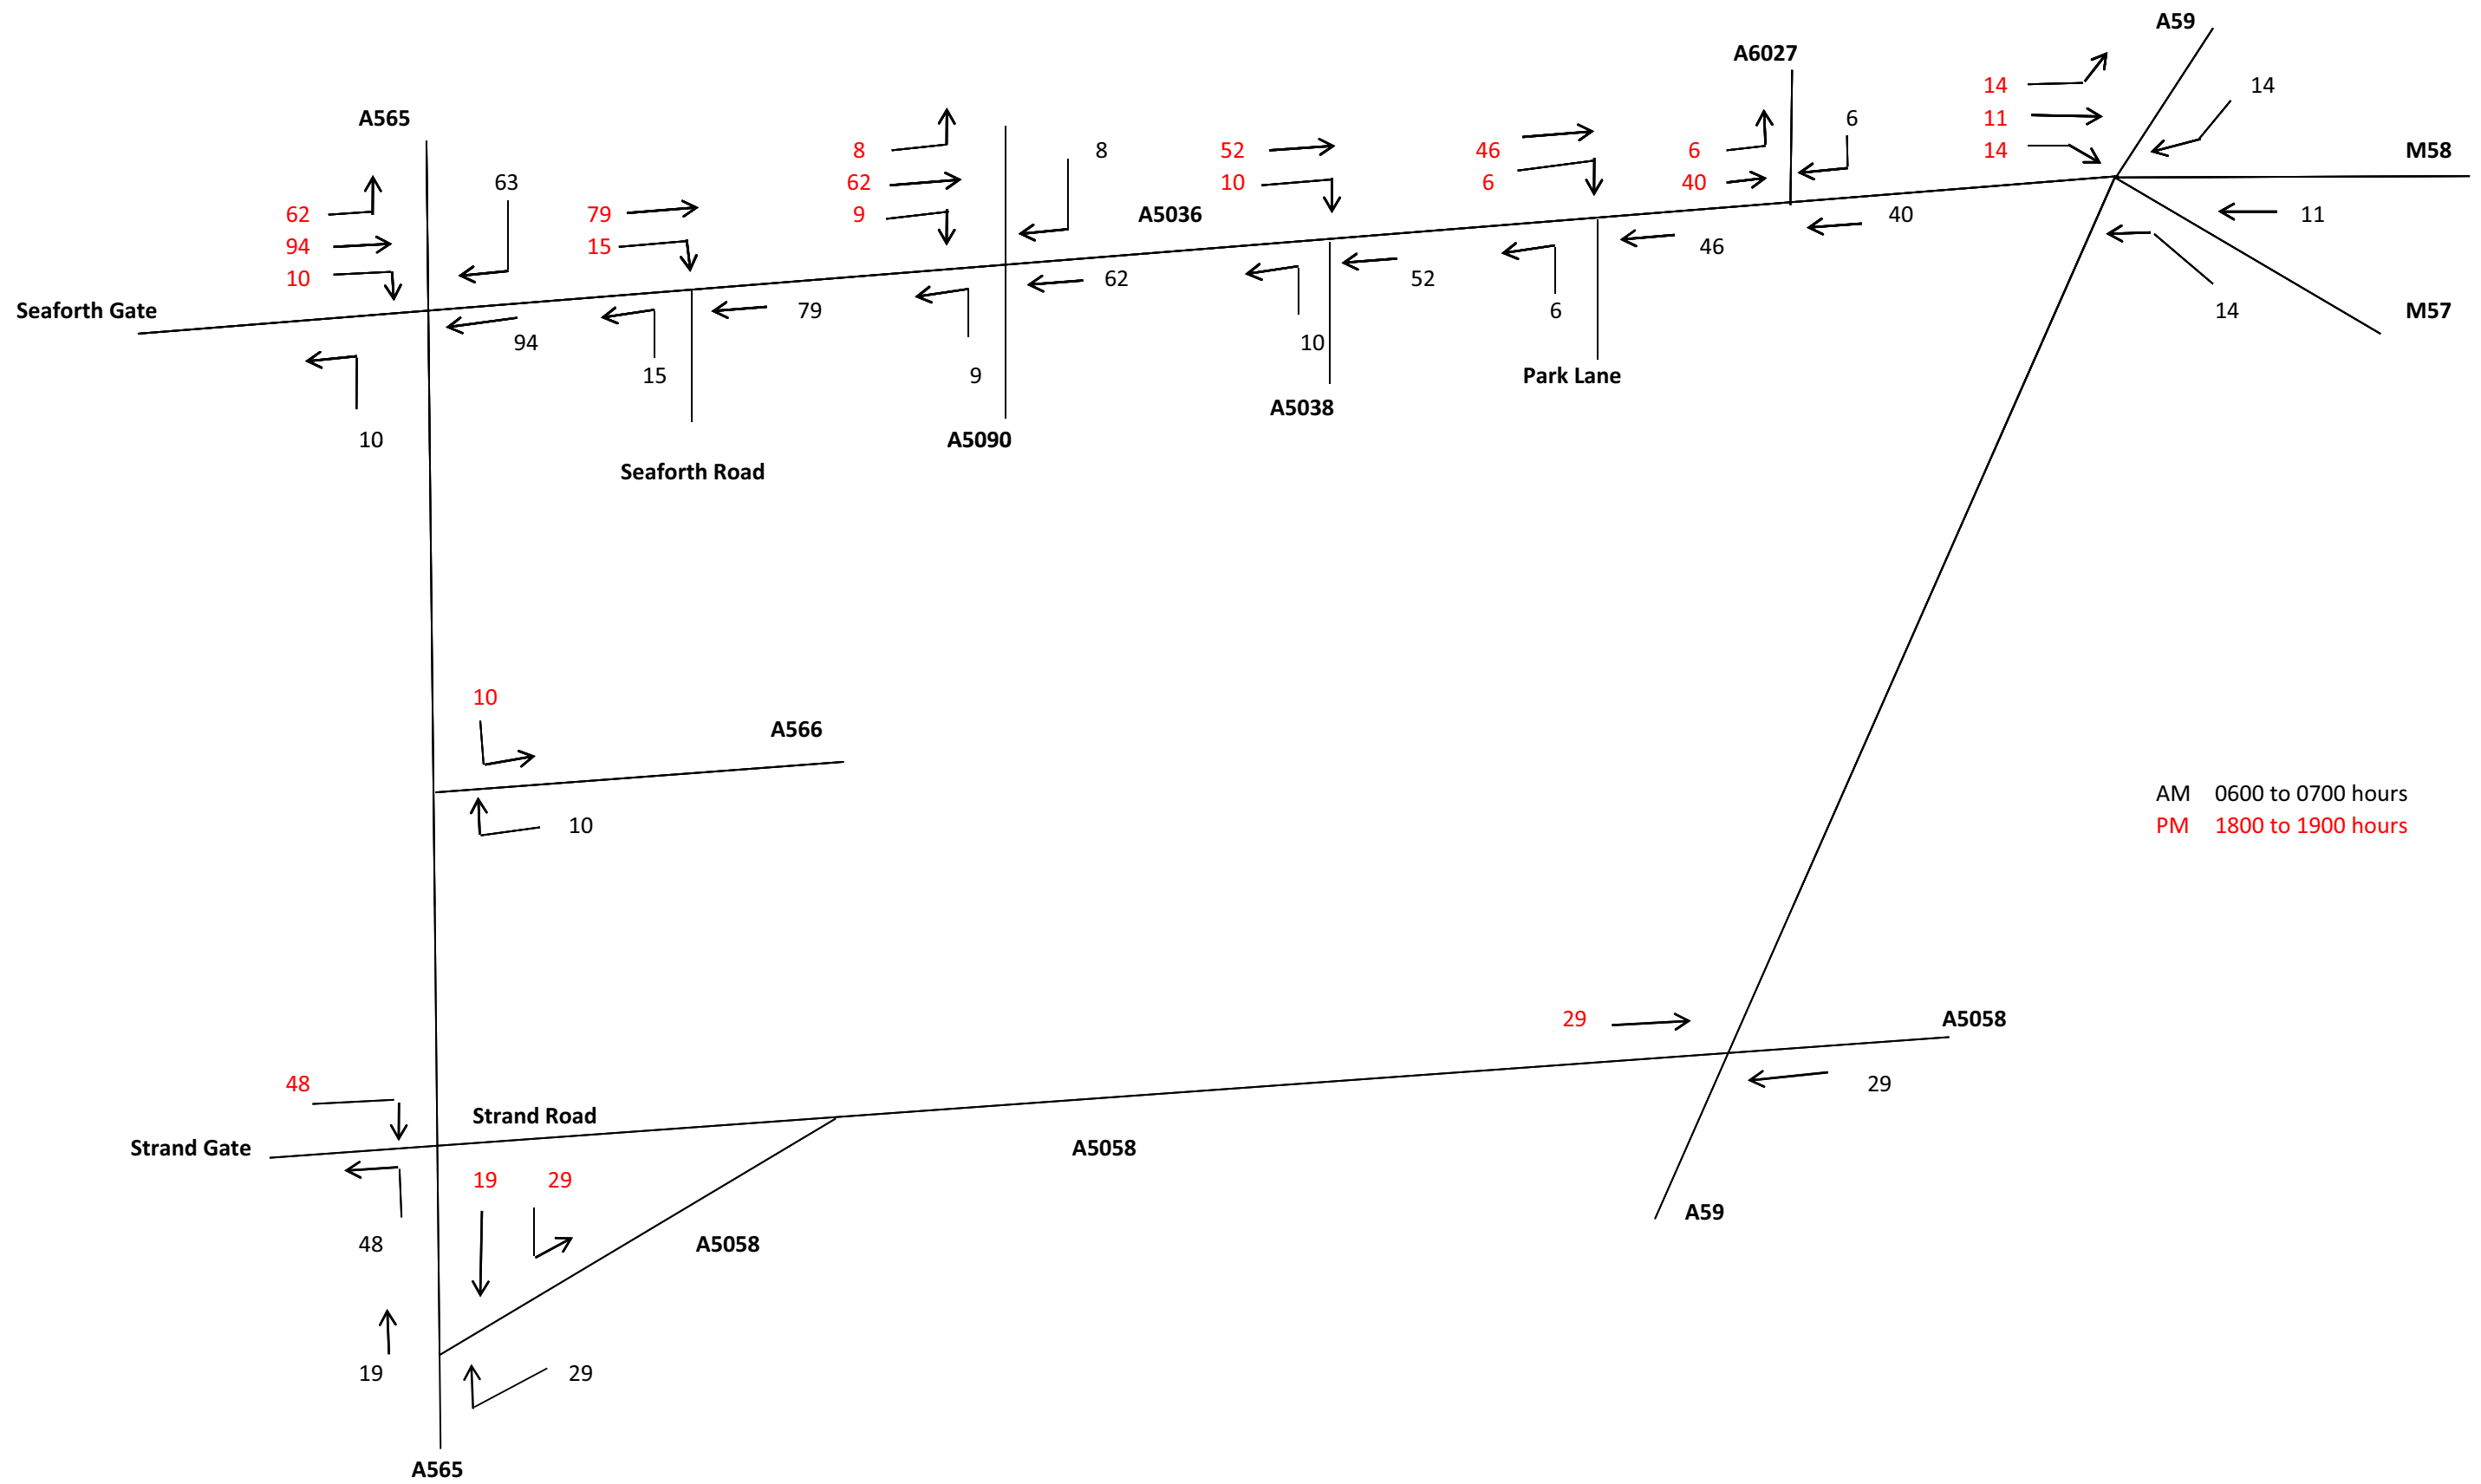 A59
A6027
14
14
A565
11
8
8
52
46
6
6
14
M58
63
62
10
6
40
62
79
94
15
9
A5036
40
11
10
46
62
52
Seaforth Gate
79
6
14
M57
94
10
15
9
Park Lane
A5038
10
A5090
Seaforth Road
10
A566
AM 0600 to 0700 hours
10
PM 1800 to 1900 hours
29
A5058
48
29
Strand Road
Strand Gate
A5058
19
29
A59
48
A5058
19
29
A565